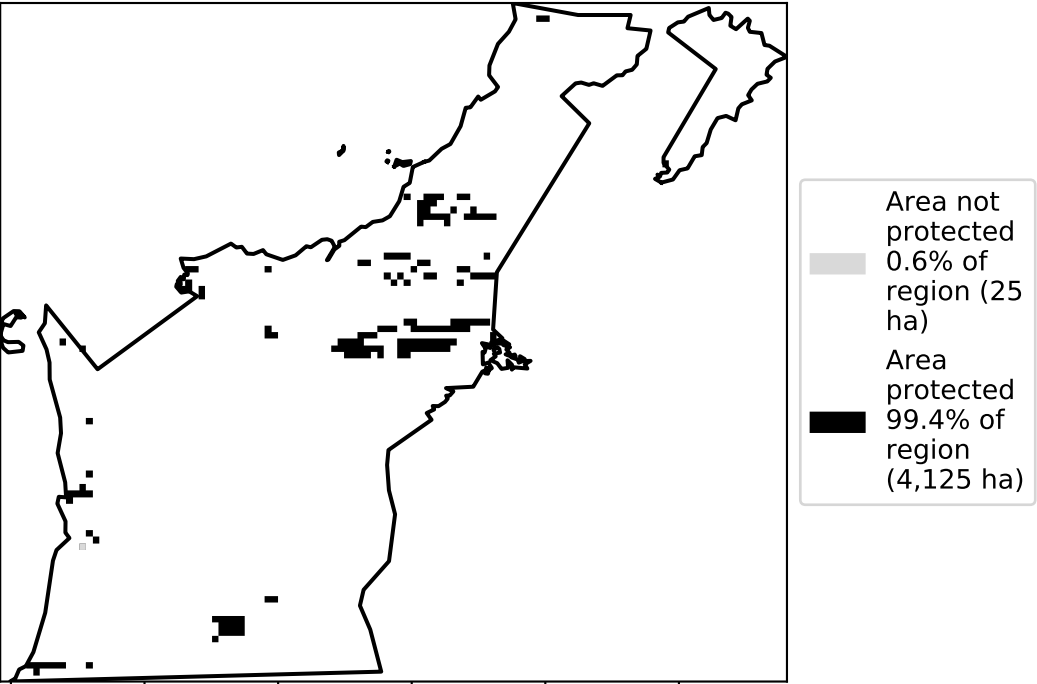 Area not
protected
0.6% of
region (25
ha)
Area
protected
99.4% of
region
(4,125 ha)